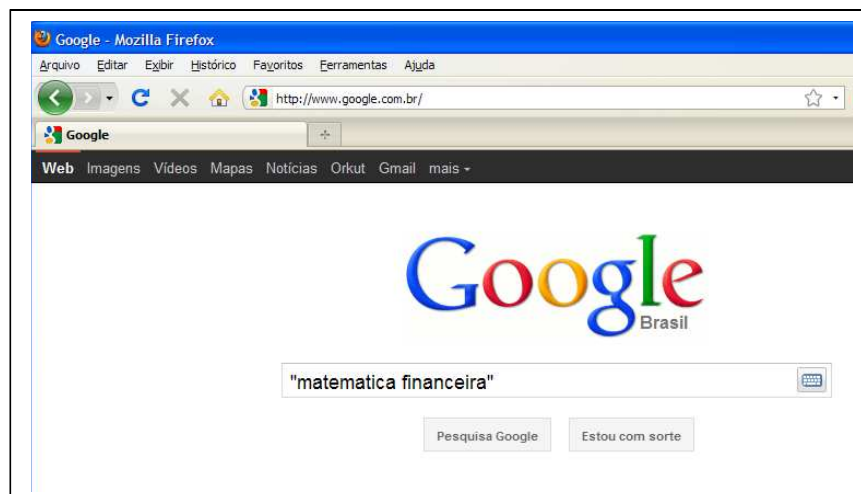 Google - Mozilla Firefox
Arquivo Editar Exibir Histórico Favoritos Ferramentas Ajuda
http://www.google.com.br/
Google
Web Imagens Vídeos Mapas Notícias Orkut Gmail mais
Google
Brasil
"matematica financeira"
Pesquisa Google Estou com sorte